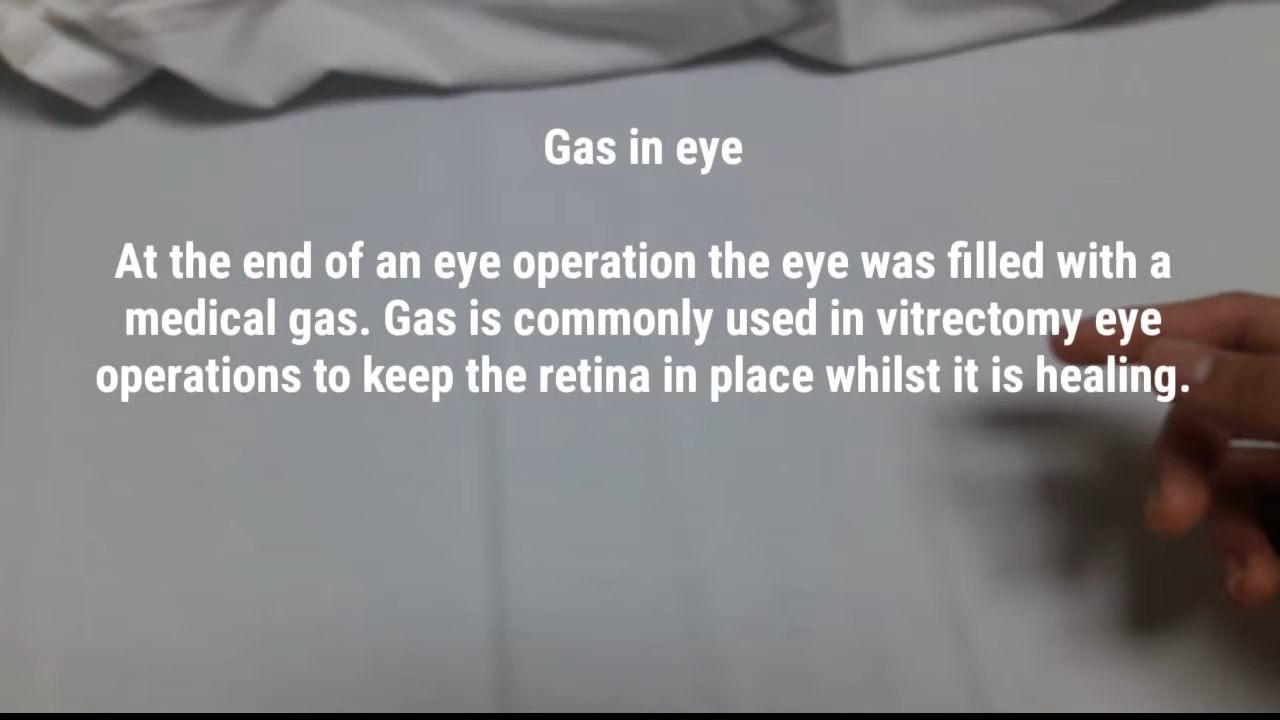 Gas in eye
At the end of an eye operation the eye was filled with a
medical gas. Gas is commonly used in vitrectomy eye
operations to keep the retina in place whilst it is healing.